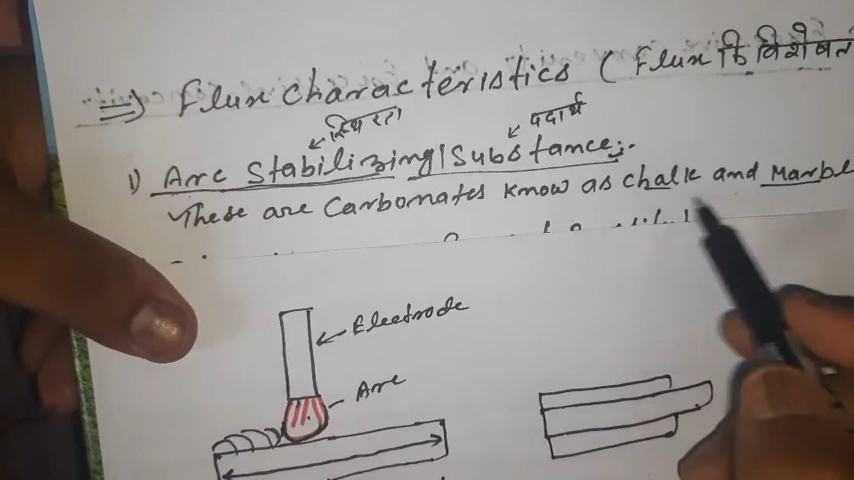 =) Flux characteristics ( Flux कि विशेषता
स्थिरता पदार्थ
1) Arc Stabilizing Substance:-
These are Carbonates Know as chalk and Marble
Electrode
Arc